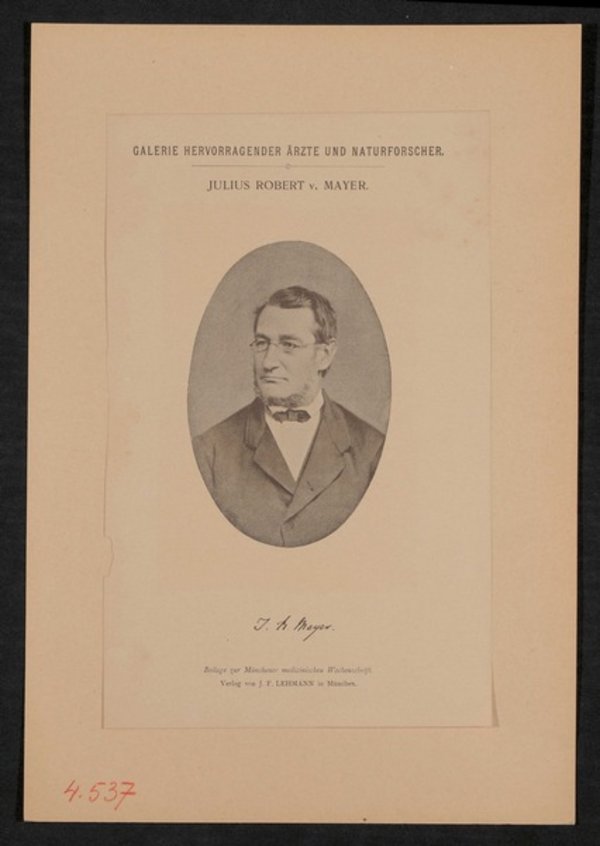 GALERIE HERVORRAGENDER ÄRZTE UND NATURFORSCHER.
JULIUS ROBERT v. MAYER.
J. R. Mayer.
Beilage zur Münchener medizinischen Wochenschrift.
Verlag von J. F. LEHMANN in München.
4.537